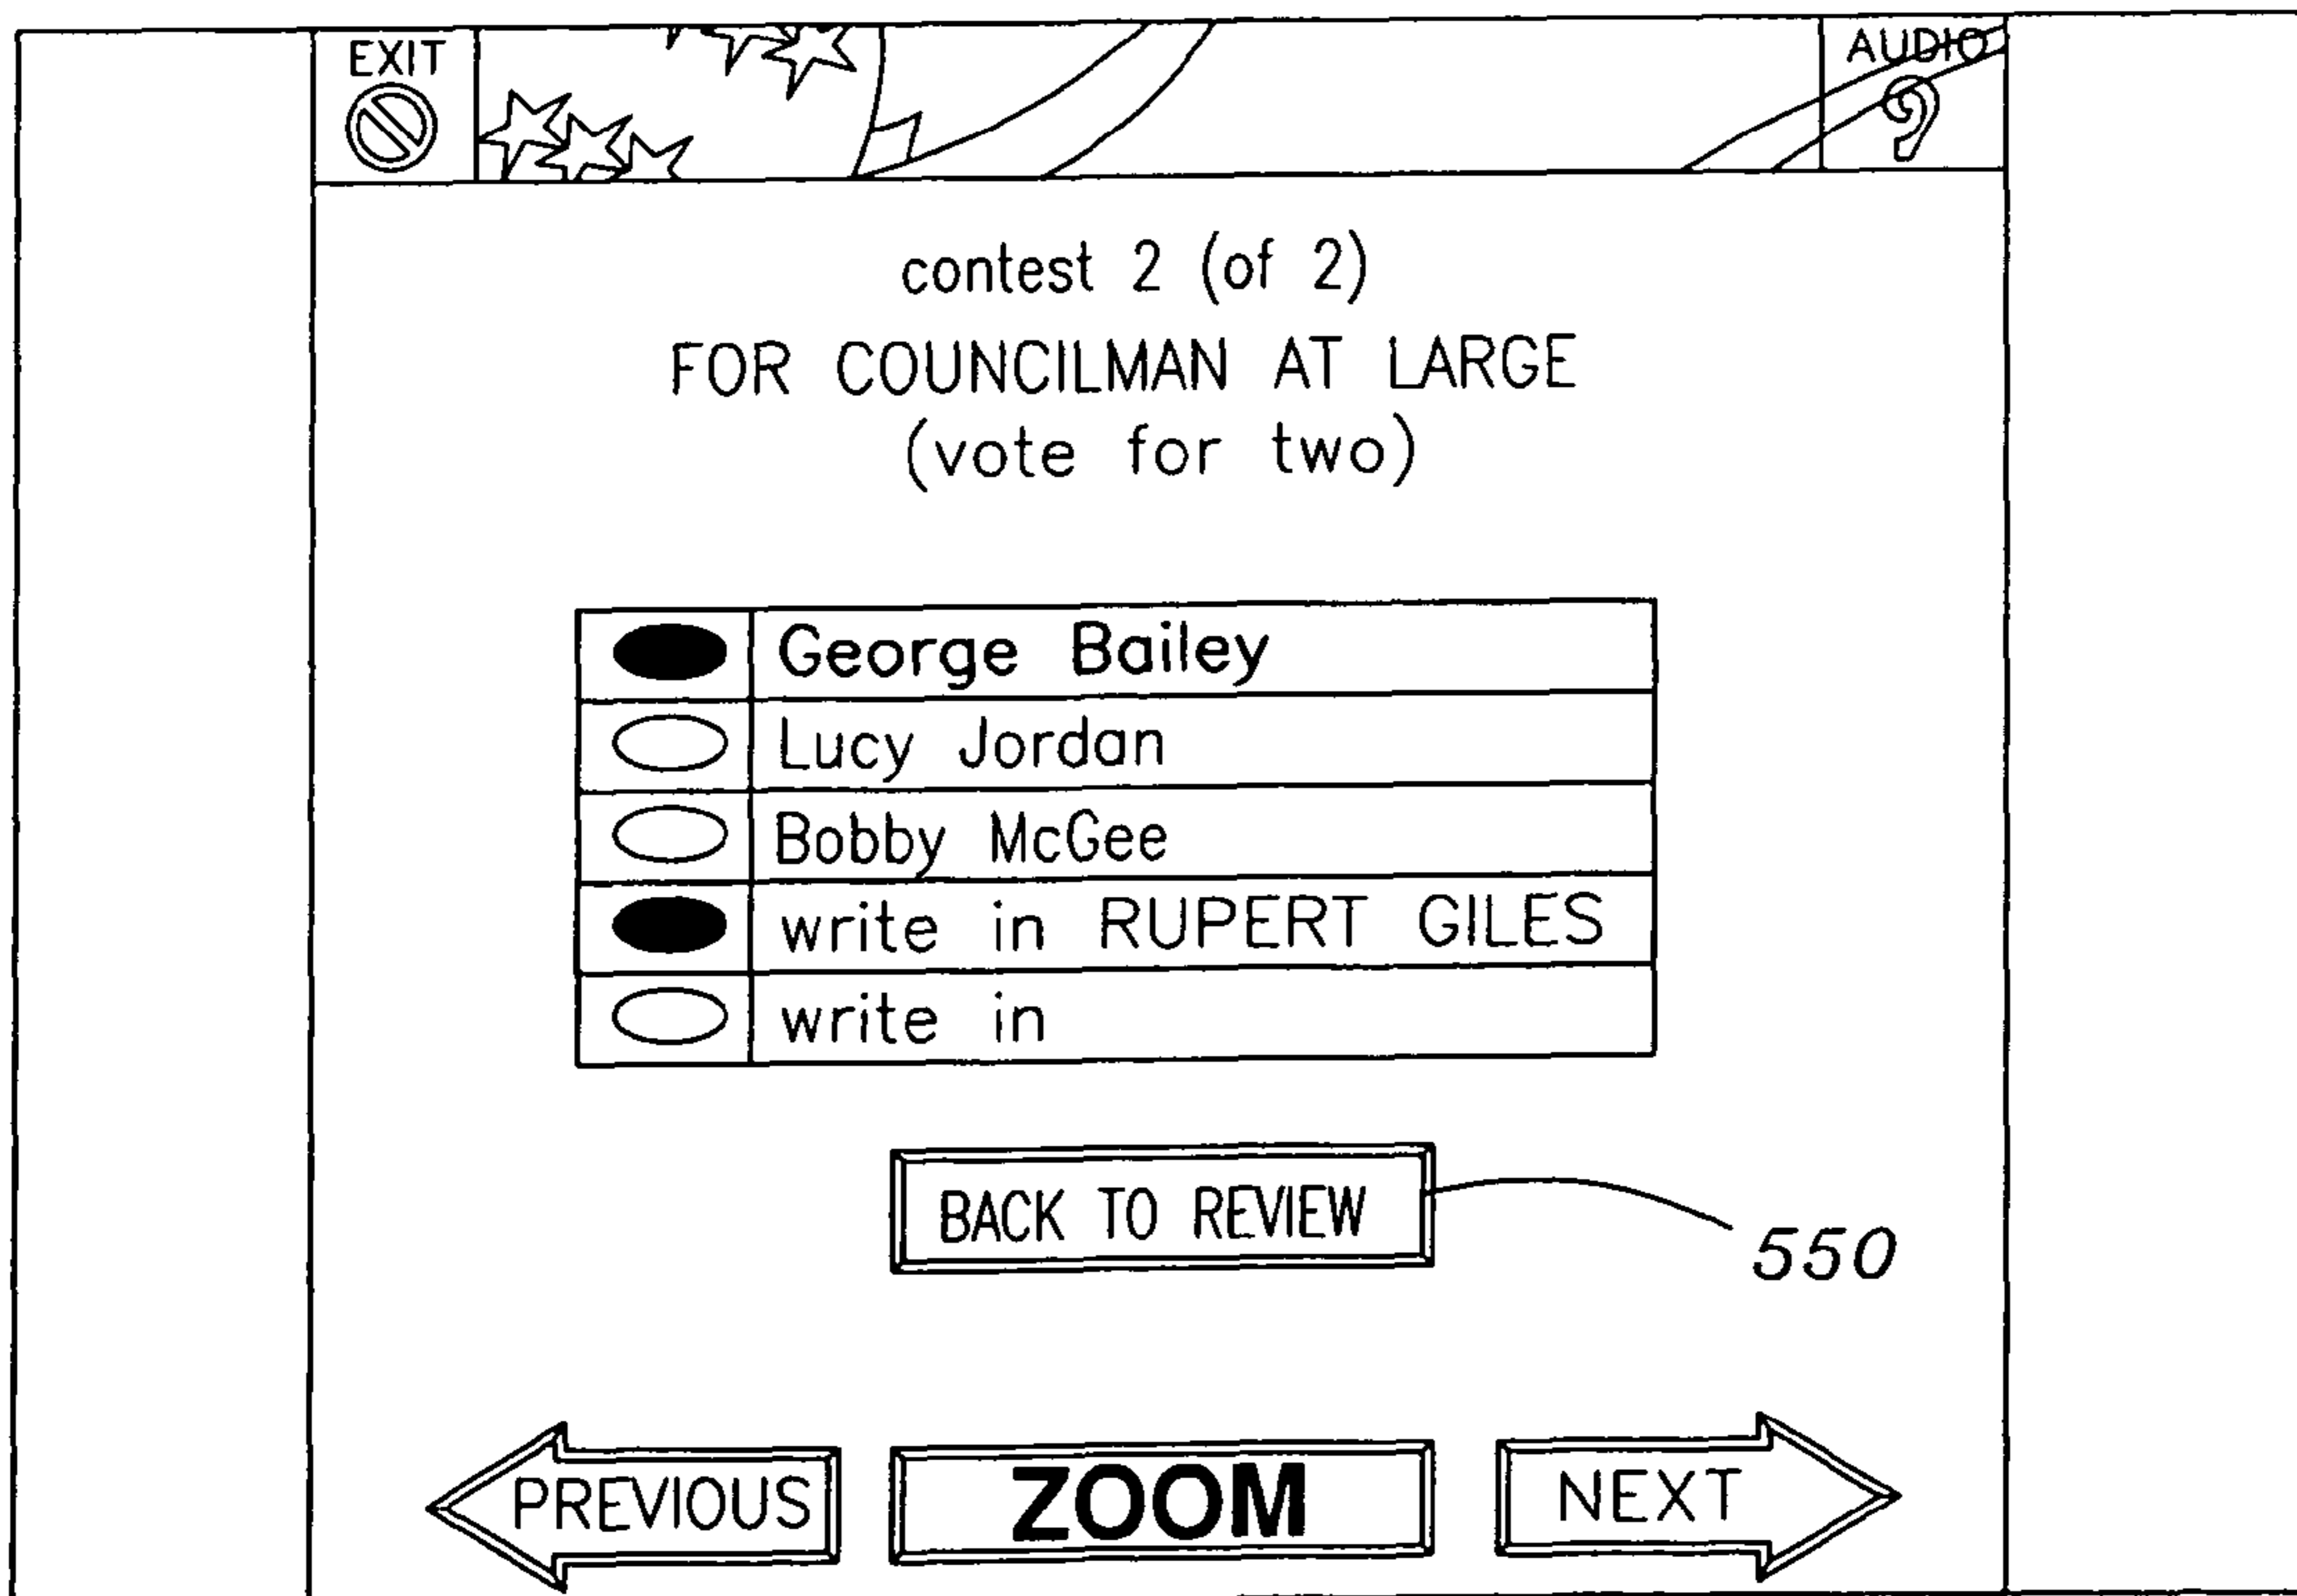 EXIT
AUDIO
contest 2 (of 2)
FOR COUNCILMAN AT LARGE
(vote for two)
George Bailey
Lucy Jordan
Bobby McGee
write in RUPERT GILES
write in
BACK TO REVIEW
550
PREVIOUS
ZOOM
NEXT